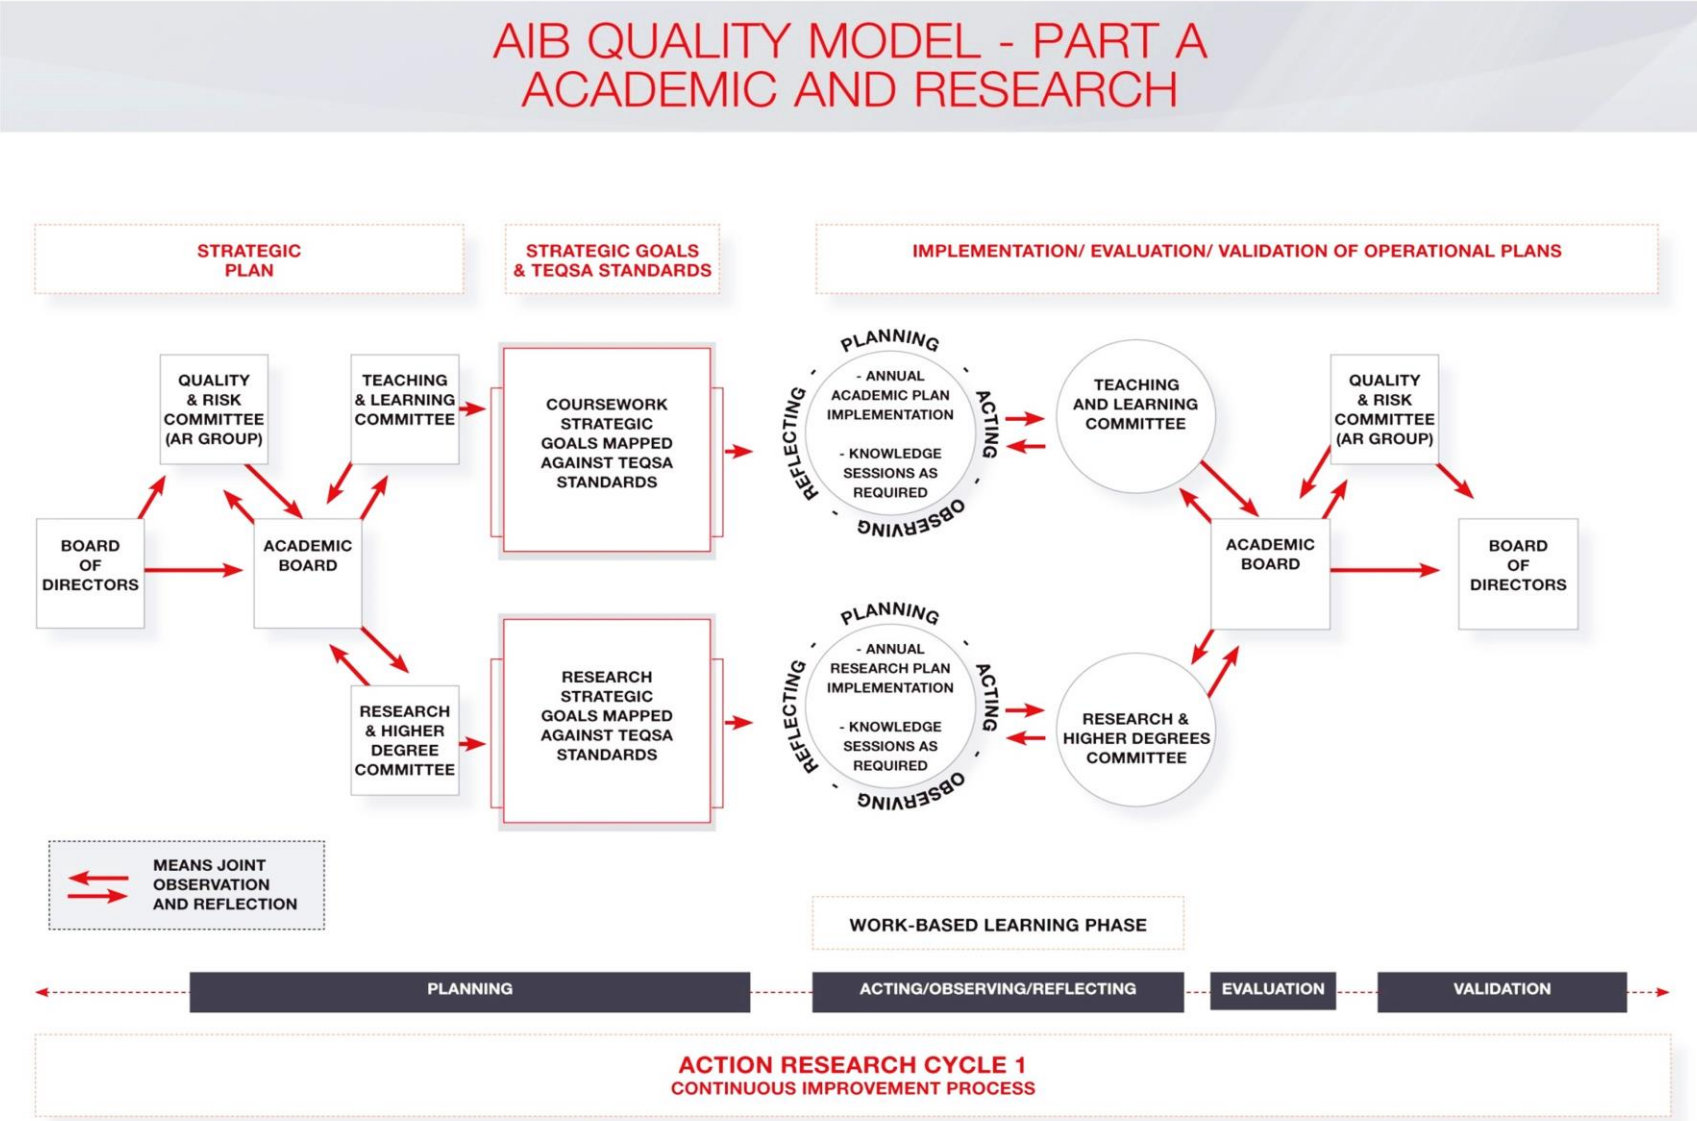 AIB QUALITY MODEL - PART A
ACADEMIC AND RESEARCH
STRATEGIC
PLAN
STRATEGIC GOALS
& TEQSA STANDARDS
IMPLEMENTATION/ EVALUATION/ VALIDATION OF OPERATIONAL PLANS
QUALITY
& RISK
COMMITTEE
(AR GROUP)
TEACHING
& LEARNING
COMMITTEE
BOARD
OF
DIRECTORS
ACADEMIC
BOARD
RESEARCH
& HIGHER
DEGREE
COMMITTEE
COURSEWORK
STRATEGIC
GOALS MAPPED
AGAINST TEQSA
STANDARDS
RESEARCH
STRATEGIC
GOALS MAPPED
AGAINST TEQSA
STANDARDS
PLANNING - ACTING - OBSERVING - REFLECTING -
- ANNUAL
ACADEMIC PLAN
IMPLEMENTATION
- KNOWLEDGE
SESSIONS AS
REQUIRED
PLANNING - ACTING - OBSERVING - REFLECTING -
- ANNUAL
RESEARCH PLAN
IMPLEMENTATION
- KNOWLEDGE
SESSIONS AS
REQUIRED
TEACHING
AND LEARNING
COMMITTEE
RESEARCH &
HIGHER DEGREES
COMMITTEE
ACADEMIC
BOARD
QUALITY
& RISK
COMMITTEE
(AR GROUP)
BOARD
OF
DIRECTORS
MEANS JOINT
OBSERVATION
AND REFLECTION
WORK-BASED LEARNING PHASE
PLANNING
ACTING/OBSERVING/REFLECTING
EVALUATION
VALIDATION
ACTION RESEARCH CYCLE 1
CONTINUOUS IMPROVEMENT PROCESS